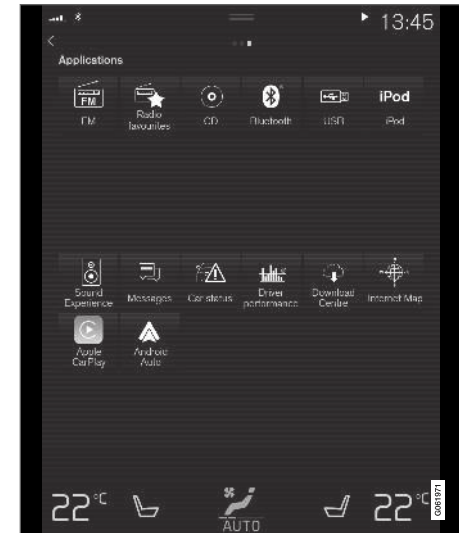 13:45
Applications
FM
iPod
FM
Radio
favourites
CD
Bluetooth
USB
iPod
Sound
Experience
Messages
Car status
Driver
performance
Download
Centre
Internet Map
Apple
CarPlay
Android
Auto
22°C
AUTO
22°C
G061971